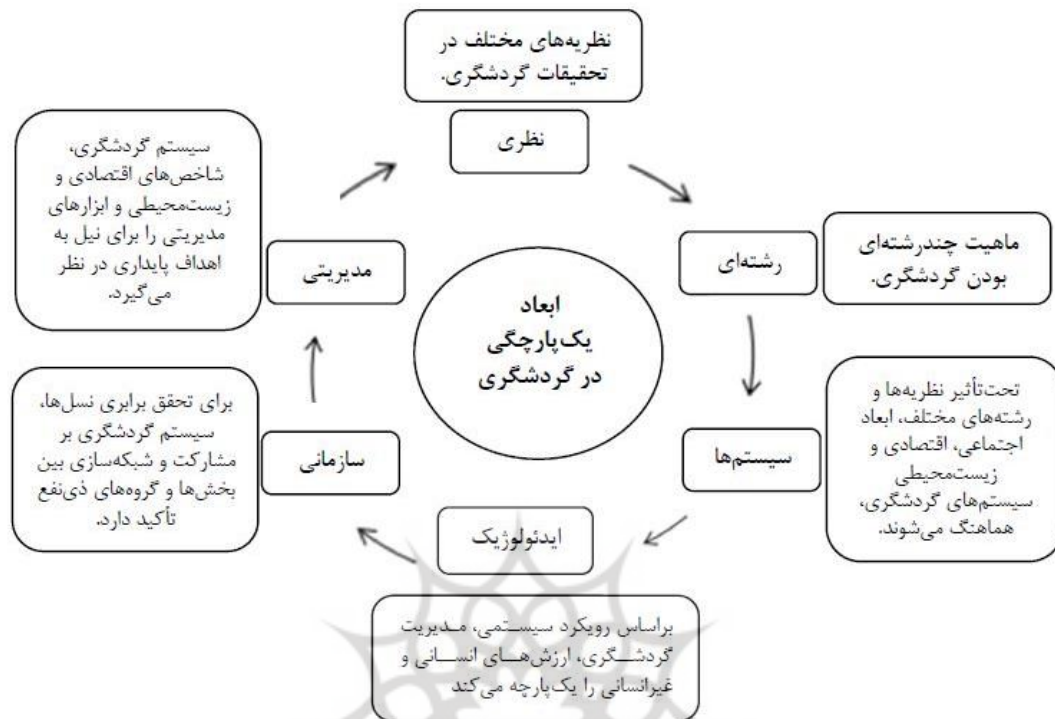 نظریه‌های مختلف در
تحقیقات گردشگری.
نظری
ماهیت چندرشته‌ای
بودن گردشگری.
رشته‌ای
تحت‌تأثیر نظریه‌ها و
رشته‌های مختلف، ابعاد
اجتماعی، اقتصادی و
زیست‌محیطی
سیستم‌های گردشگری،
هماهنگ می‌شوند.
سیستم‌ها
ایدئولوژیک
براساس رویکرد سیستمی، مدیریت
گردشگری، ارزش‌های انسانی و
غیرانسانی را یک‌پارچه می‌کند
سازمانی
برای تحقق برابری نسل‌ها،
سیستم گردشگری بر
مشارکت و شبکه‌سازی بین
بخش‌ها و گروه‌های ذی‌نفع
تأکید دارد.
مدیریتی
سیستم گردشگری،
شاخص‌های اقتصادی و
زیست‌محیطی و ابزارهای
مدیریتی را برای نیل به
اهداف پایداری در نظر
می‌گیرد.
ابعاد
یک‌پارچگی
در گردشگری